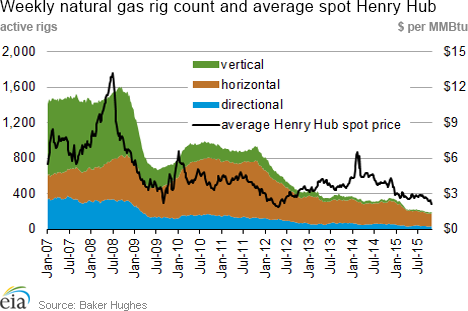 Weekly natural gas rig count and average spot Henry Hub
active rigs $ per MMBtu
2,000 $15
1,600 $12
1,200 $9
800 $6
400 $3
0 $0
vertical
horizontal
directional
average Henry Hub spot price
Jan-07 Jul-07 Jan-08 Jul-08 Jan-09 Jul-09 Jan-10 Jul-10 Jan-11 Jul-11 Jan-12 Jul-12 Jan-13 Jul-13 Jan-14 Jul-14 Jan-15 Jul-15
eia Source: Baker Hughes